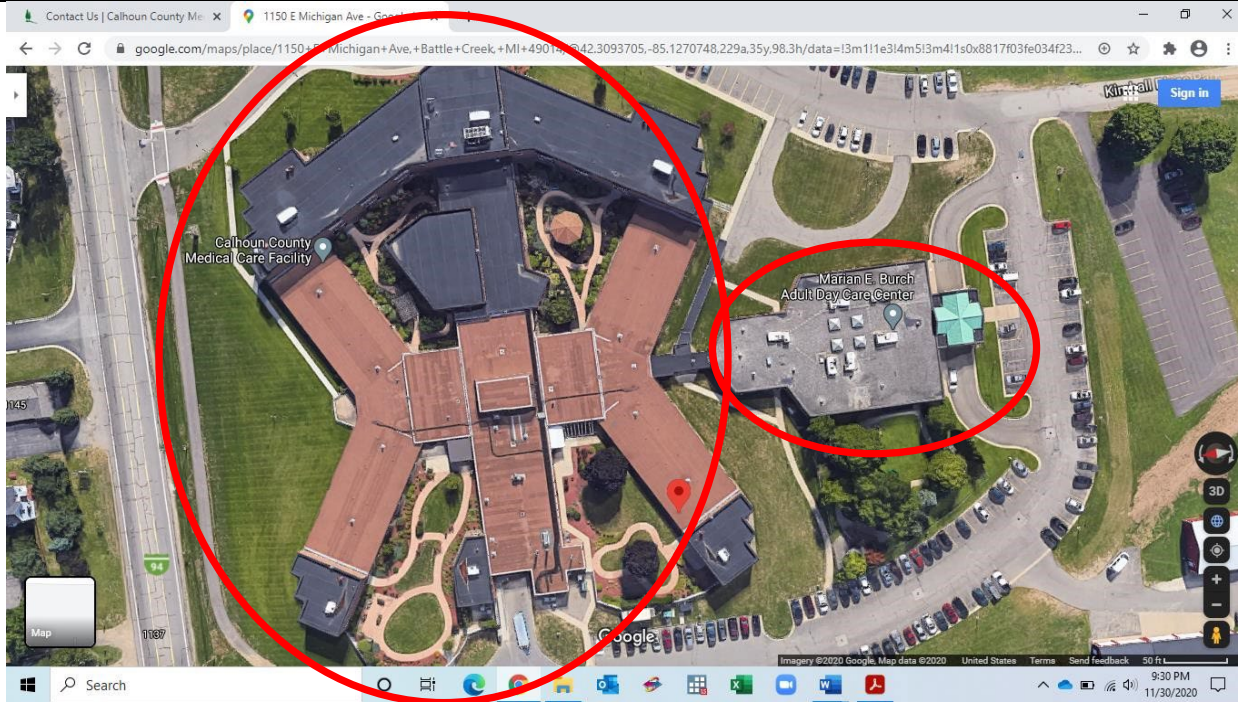 Contact Us | Calhoun County Me
1150 E Michigan Ave - Google
google.com/maps/place/1150+E+Michigan+Ave,+Battle+Creek,+MI+49014/@42.3093705,-85.1270748,229a,35y,98.3h/data=!3m1!1e3!4m5!3m4!1s0x8817f03fe034f23...
Sign in
Calhoun County
Medical Care Facility
Marian E. Burch
Adult Day Care Center
94
1137
Map
3D
Google
Imagery ©2020 Google, Map data ©2020 United States Terms Send feedback 50 ft
Search
9:30 PM
11/30/2020